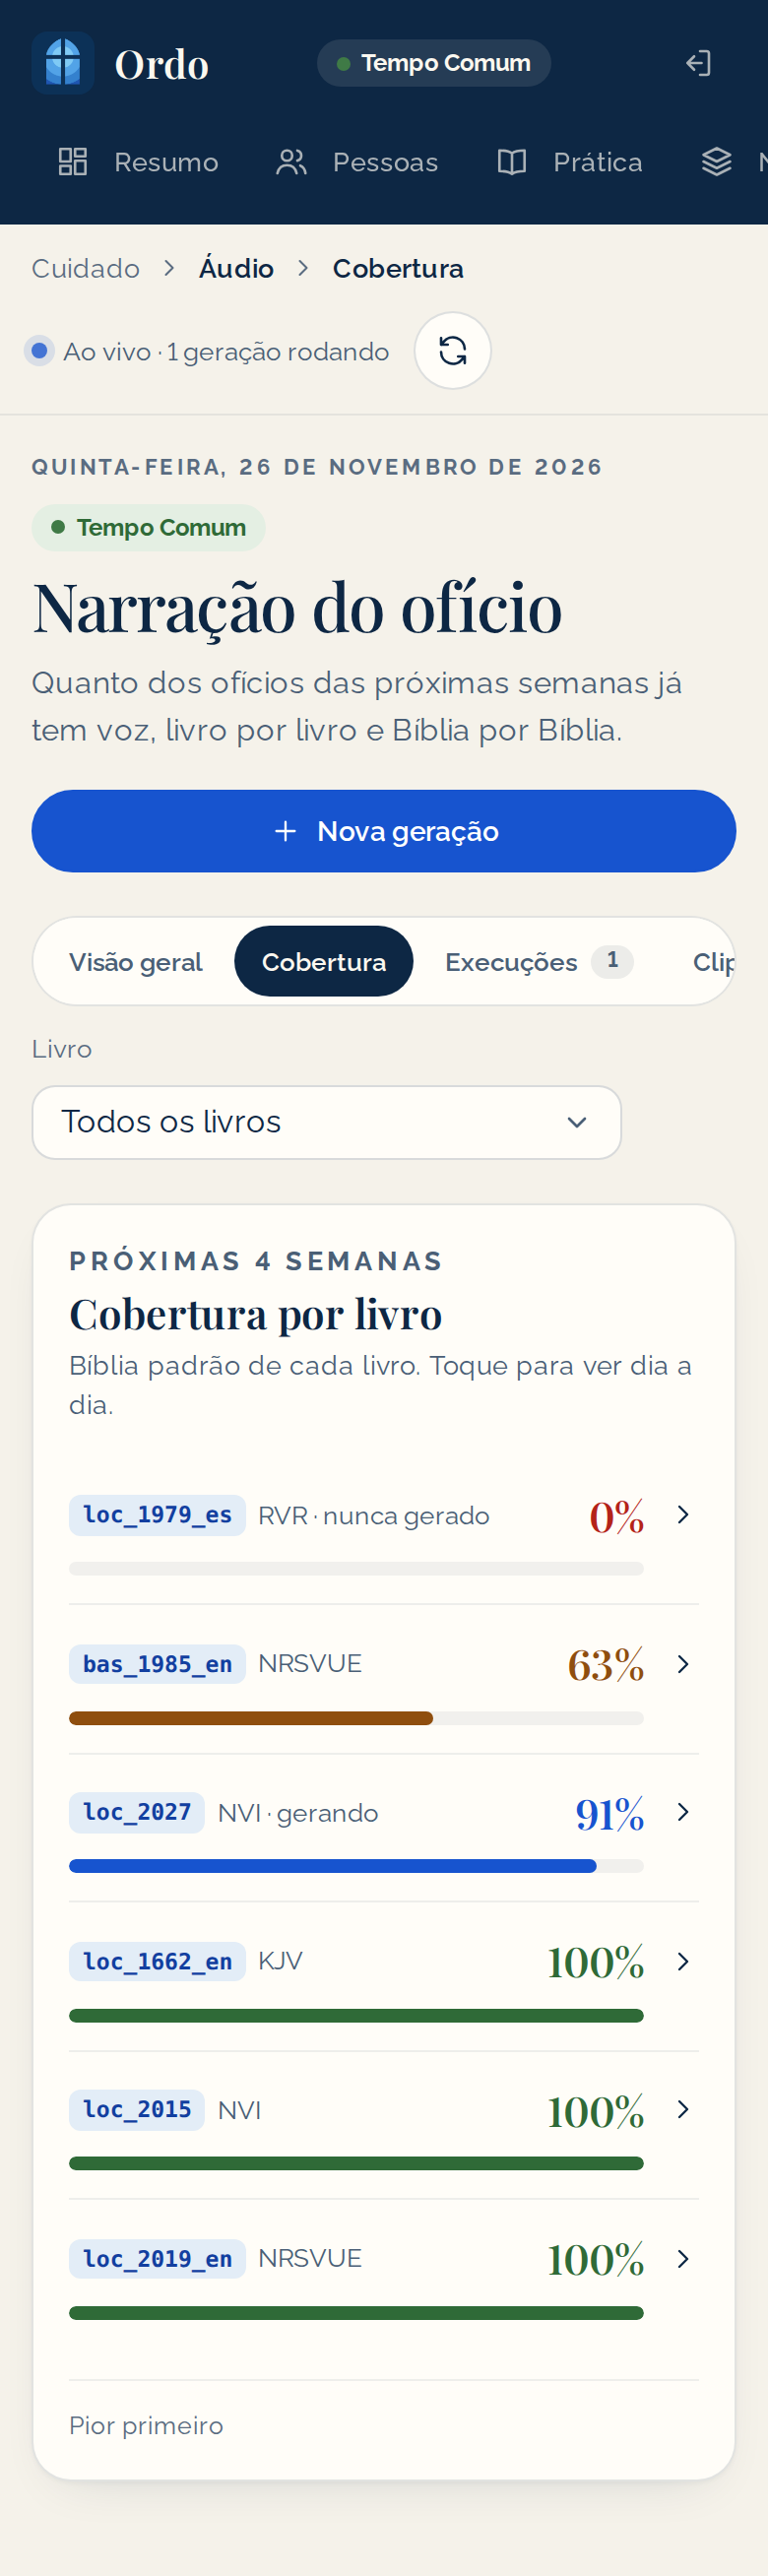 Ordo
Tempo Comum
Resumo
Pessoas
Prática
Cuidado > Áudio > Cobertura
Ao vivo · 1 geração rodando
QUINTA-FEIRA, 26 DE NOVEMBRO DE 2026
Tempo Comum
Narração do ofício
Quanto dos ofícios das próximas semanas já
tem voz, livro por livro e Bíblia por Bíblia.
+ Nova geração
Visão geral
Cobertura
Execuções 1
Clip
Livro
Todos os livros
PRÓXIMAS 4 SEMANAS
Cobertura por livro
Bíblia padrão de cada livro. Toque para ver dia a
dia.
loc_1979_es RVR · nunca gerado 0%
bas_1985_en NRSVUE 63%
loc_2027 NVI · gerando 91%
loc_1662_en KJV 100%
loc_2015 NVI 100%
loc_2019_en NRSVUE 100%
Pior primeiro